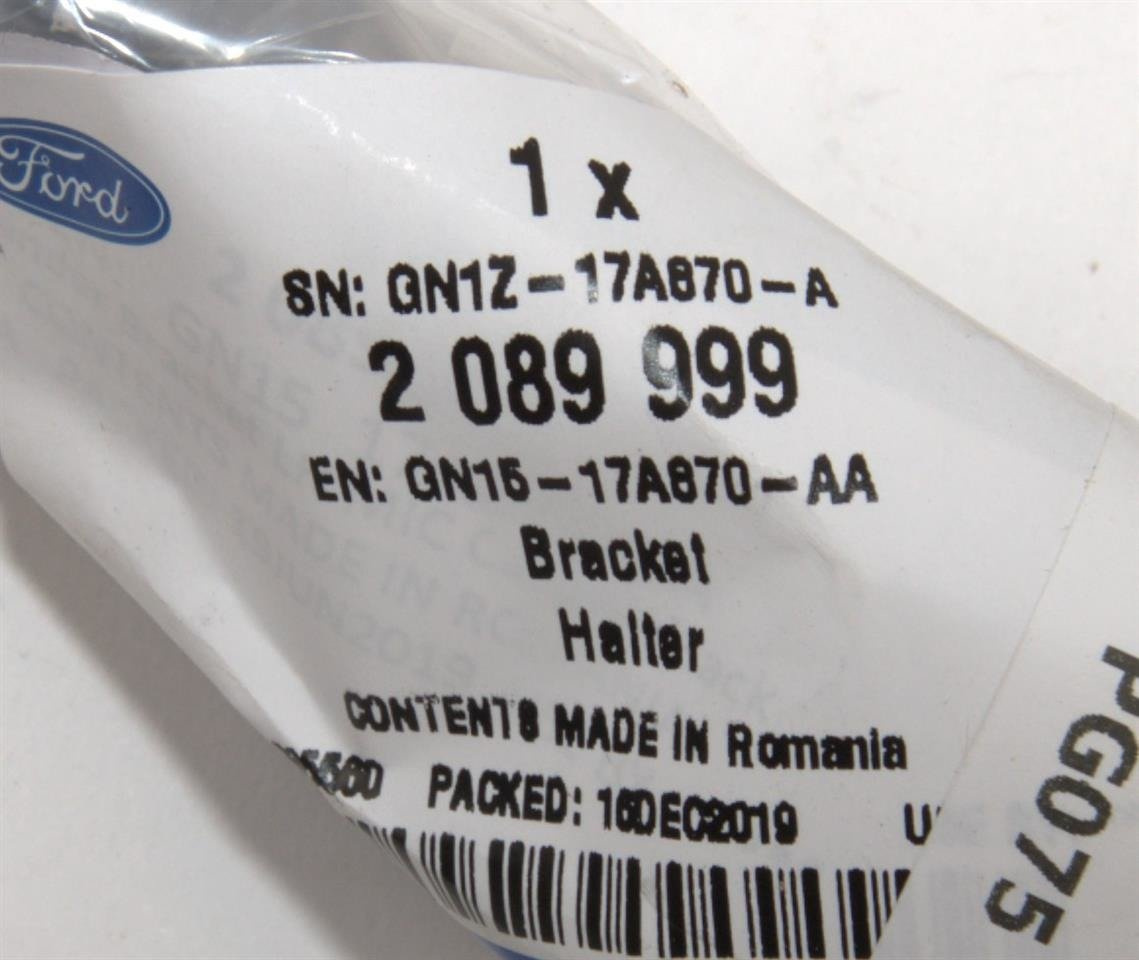 Ford
1 x
SN: GN1Z-17A870-A
2 089 999
EN: GN15-17A870-AA
Bracket
Halter
CONTENTS MADE IN Romania
PACKED: 16DEC2019
PG075